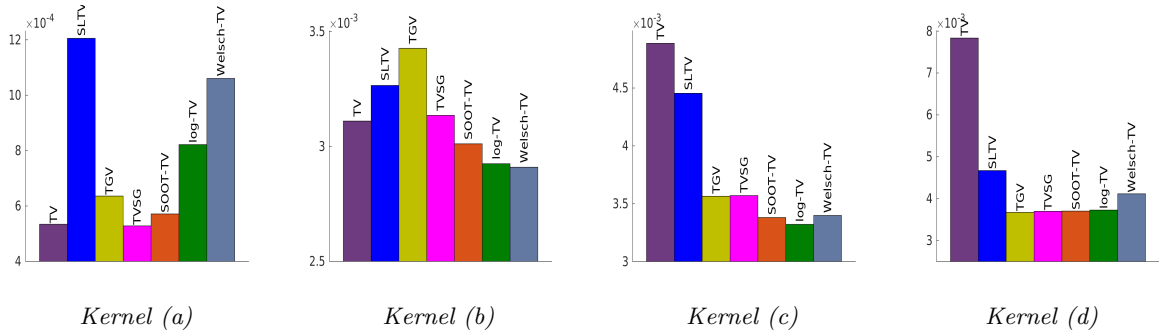 ×10⁻⁴
12
10
8
6
4
TV
SLTV
TGV
TVSG
SOOT-TV
log-TV
Welsch-TV
Kernel (a)
×10⁻³
3.5
3
2.5
TV
SLTV
TGV
TVSG
SOOT-TV
log-TV
Welsch-TV
Kernel (b)
×10⁻³
4.5
4
3.5
3
TV
SLTV
TGV
TVSG
SOOT-TV
log-TV
Welsch-TV
Kernel (c)
×10⁻³
8
7
6
5
4
3
TV
SLTV
TGV
TVSG
SOOT-TV
log-TV
Welsch-TV
Kernel (d)